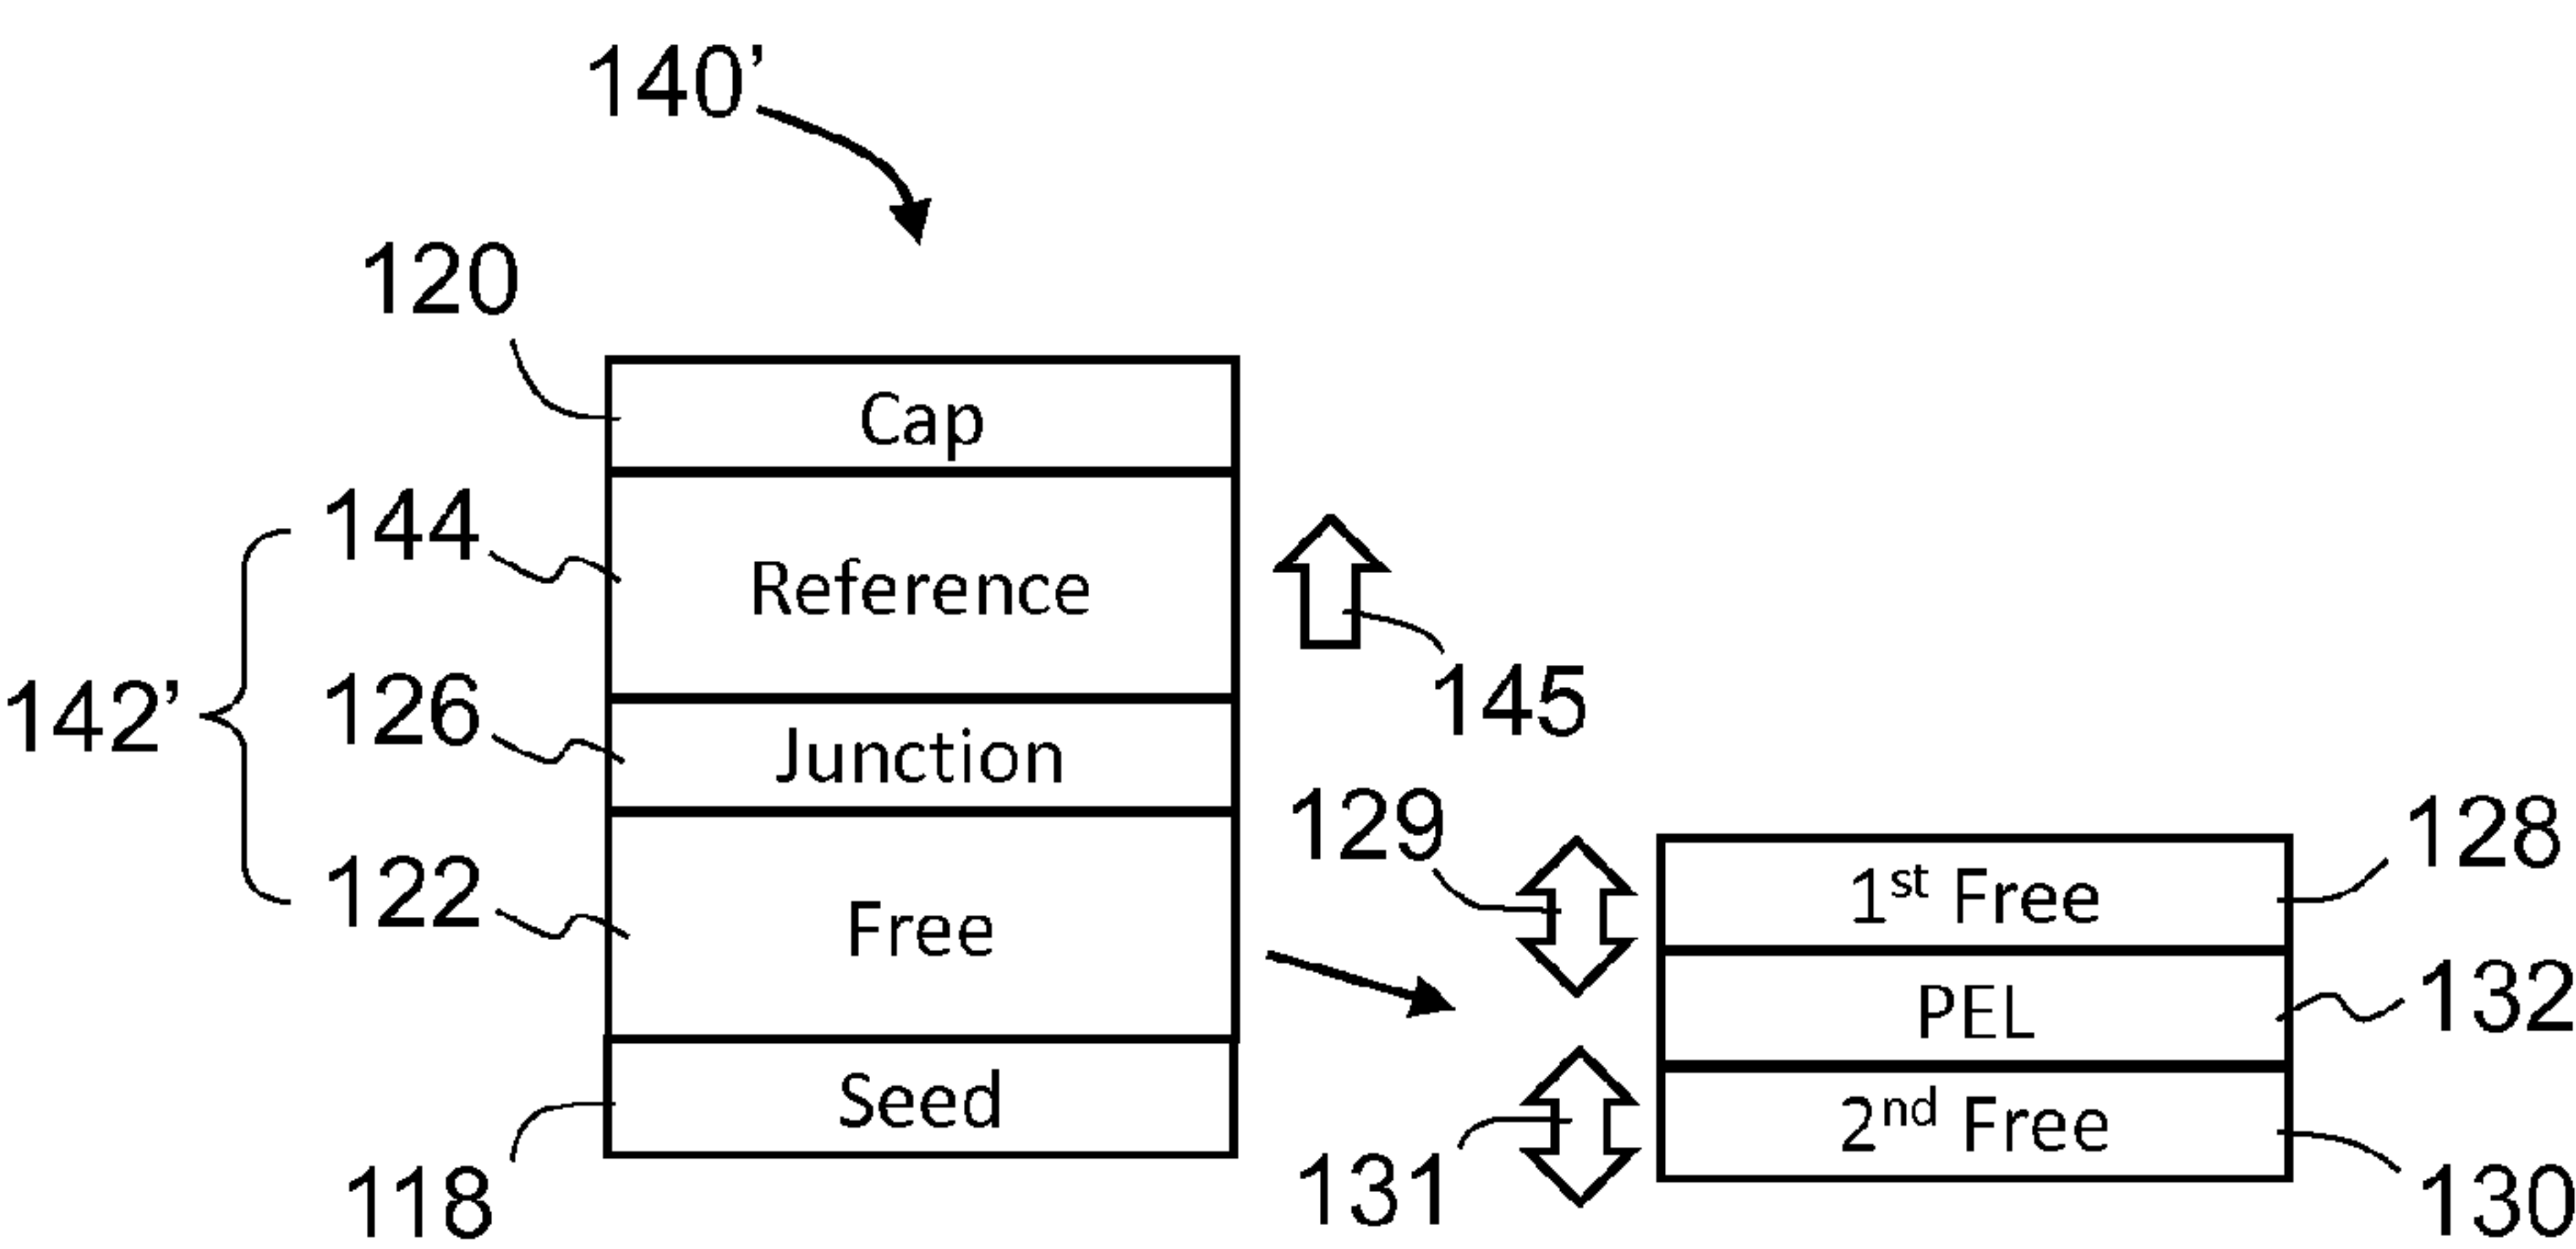 140’
120
Cap
144
Reference
145
142’
126
Junction
129
128
122
Free
1st Free
132
PEL
Seed
2nd Free
118
131
130